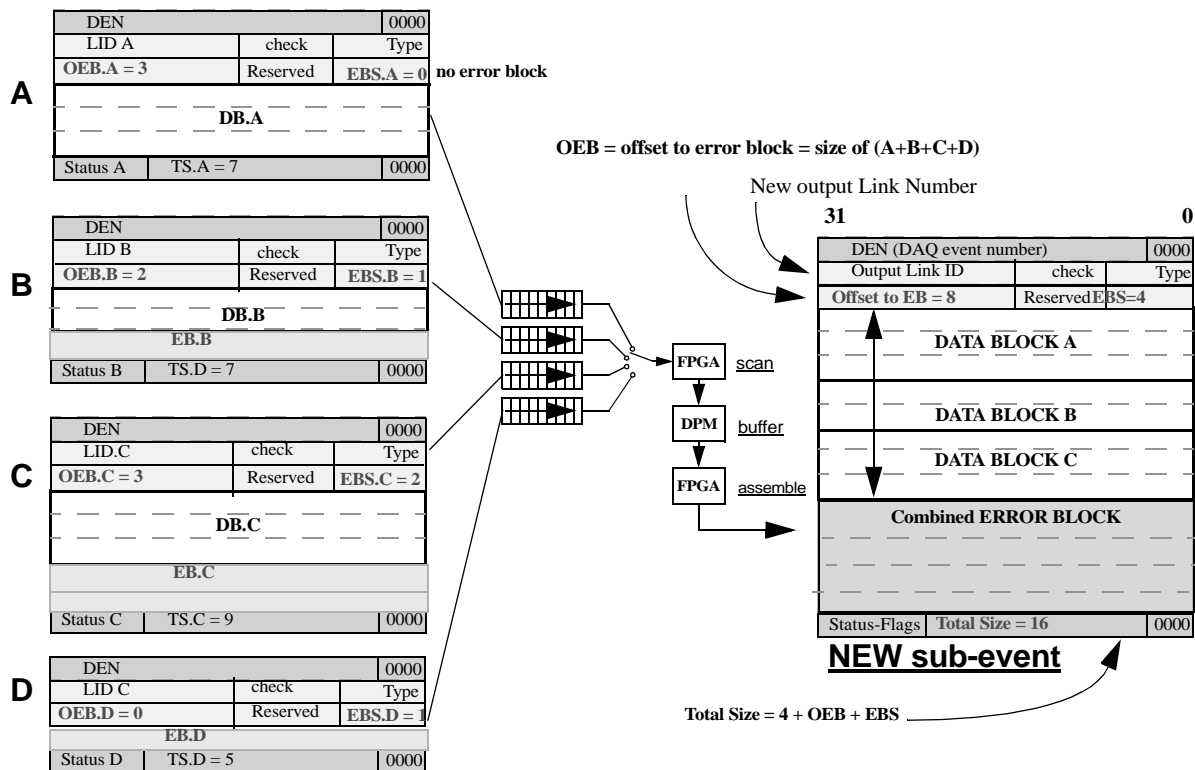 A
DEN 0000
LID A check Type
OEB.A = 3 Reserved EBS.A = 0 no error block
DB.A
Status A TS.A = 7 0000
B
DEN 0000
LID B check Type
OEB.B = 2 Reserved EBS.B = 1
DB.B
EB.B
Status B TS.D = 7 0000
C
DEN 0000
LID.C check Type
OEB.C = 3 Reserved EBS.C = 2
DB.C
EB.C
Status C TS.C = 9 0000
D
DEN 0000
LID C check Type
OEB.D = 0 Reserved EBS.D = 1
EB.D
Status D TS.D = 5 0000
FPGA scan
DPM buffer
FPGA assemble
OEB = offset to error block = size of (A+B+C+D)
New output Link Number
31 0
DEN (DAQ event number) 0000
Output Link ID check Type
Offset to EB = 8 Reserved EBS=4
DATA BLOCK A
DATA BLOCK B
DATA BLOCK C
Combined ERROR BLOCK
Status-Flags Total Size = 16 0000
NEW sub-event
Total Size = 4 + OEB + EBS